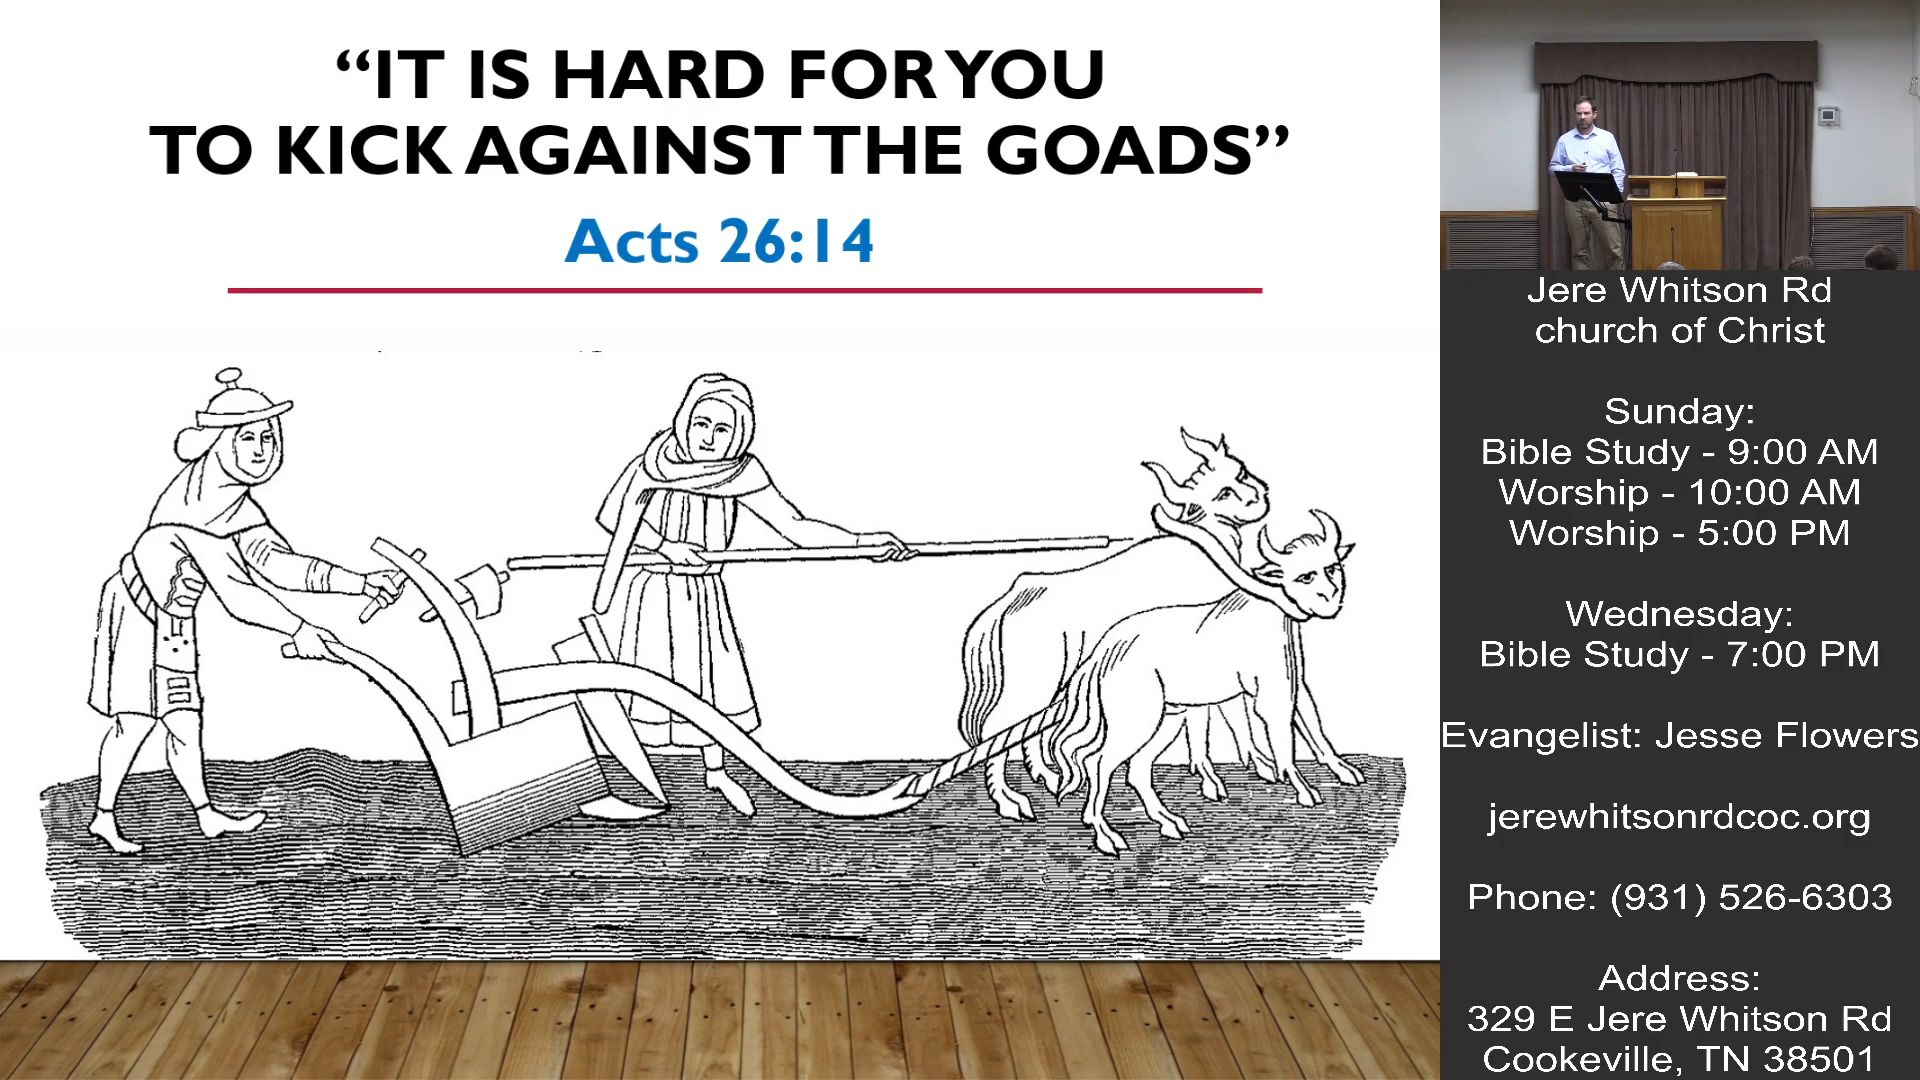 “IT IS HARD FOR YOU
TO KICK AGAINST THE GOADS”
Acts 26:14
Jere Whitson Rd
church of Christ
Sunday:
Bible Study - 9:00 AM
Worship - 10:00 AM
Worship - 5:00 PM
Wednesday:
Bible Study - 7:00 PM
Evangelist: Jesse Flowers
jerewhitsonrdcoc.org
Phone: (931) 526-6303
Address:
329 E Jere Whitson Rd
Cookeville, TN 38501